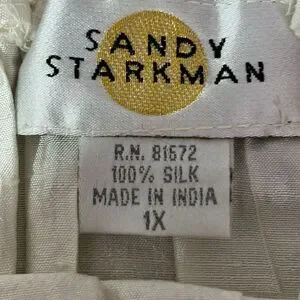 SANDY
STARKMAN
R.N. 81672
100% SILK
MADE IN INDIA
1X